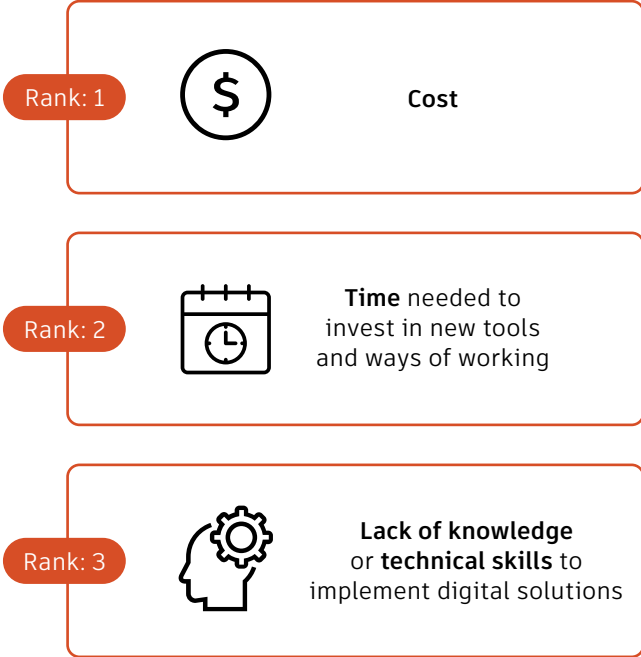 Rank: 1
$
Cost
Rank: 2
Time needed to
invest in new tools
and ways of working
Rank: 3
Lack of knowledge
or technical skills to
implement digital solutions